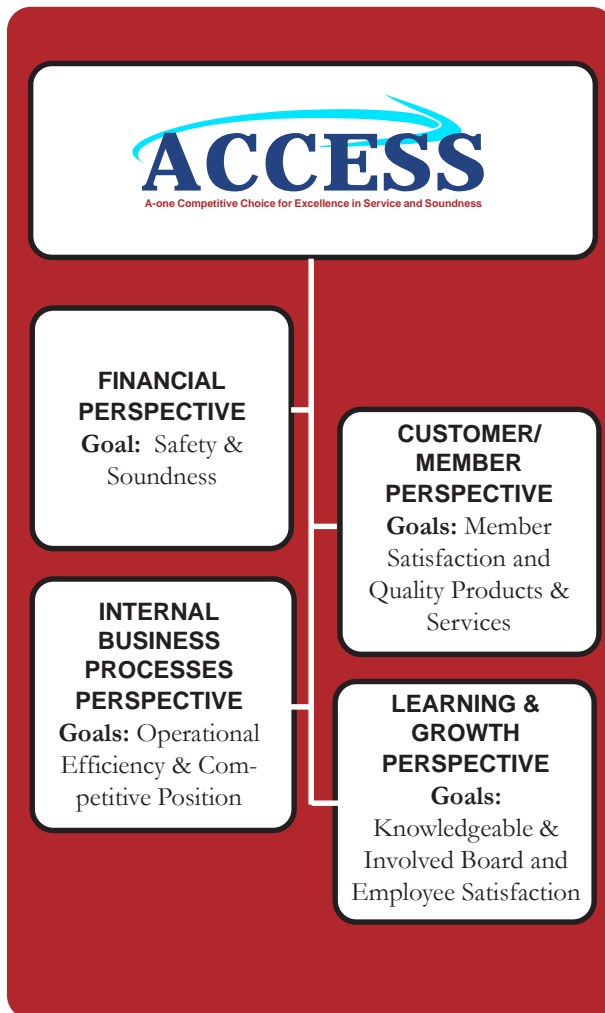 ACCESS
A-one Competitive Choice for Excellence in Service and Soundness
FINANCIAL
PERSPECTIVE
Goal: Safety &
Soundness
CUSTOMER/
MEMBER
PERSPECTIVE
Goals: Member
Satisfaction and
Quality Products &
Services
INTERNAL
BUSINESS
PROCESSES
PERSPECTIVE
Goals: Operational
Efficiency & Com-
petitive Position
LEARNING &
GROWTH
PERSPECTIVE
Goals:
Knowledgeable &
Involved Board and
Employee Satisfaction